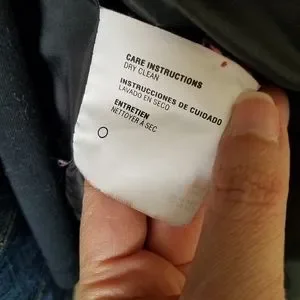 CARE INSTRUCTIONS
DRY CLEAN
INSTRUCCIONES DE CUIDADO
LAVADO EN SECO
ENTRETIEN
NETTOYER À SEC